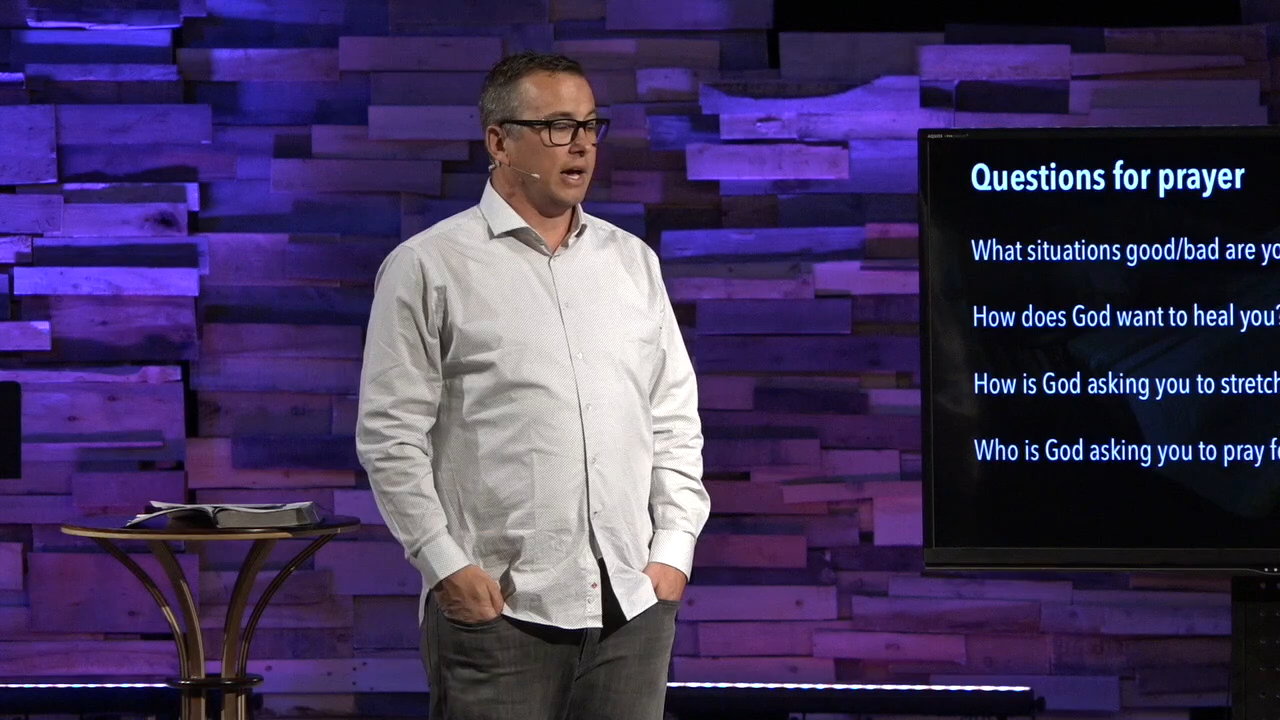 Questions for prayer
What situations good/bad are yo
How does God want to heal you?
How is God asking you to stretch
Who is God asking you to pray fo